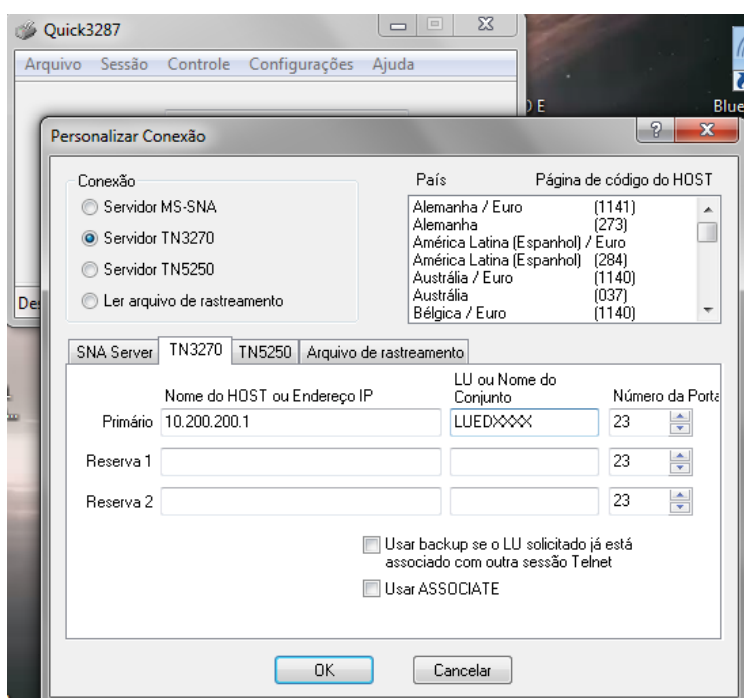 Quick3287
Arquivo Sessão Controle Configurações Ajuda
D E
Blue
Personalizar Conexão
Conexão
Servidor MS-SNA
Servidor TN3270
Servidor TN5250
Ler arquivo de rastreamento
De
País Página de código do HOST
Alemanha / Euro (1141)
Alemanha (273)
América Latina (Espanhol) / Euro
América Latina (Espanhol) (284)
Austrália / Euro (1140)
Austrália (037)
Bélgica / Euro (1140)
SNA Server TN3270 TN5250 Arquivo de rastreamento
Nome do HOST ou Endereço IP LU ou Nome do Conjunto Número da Porta
Primário 10.200.200.1 LUEDXXXX 23
Reserva 1 23
Reserva 2 23
Usar backup se o LU solicitado já está
associado com outra sessão Telnet
Usar ASSOCIATE
OK Cancelar